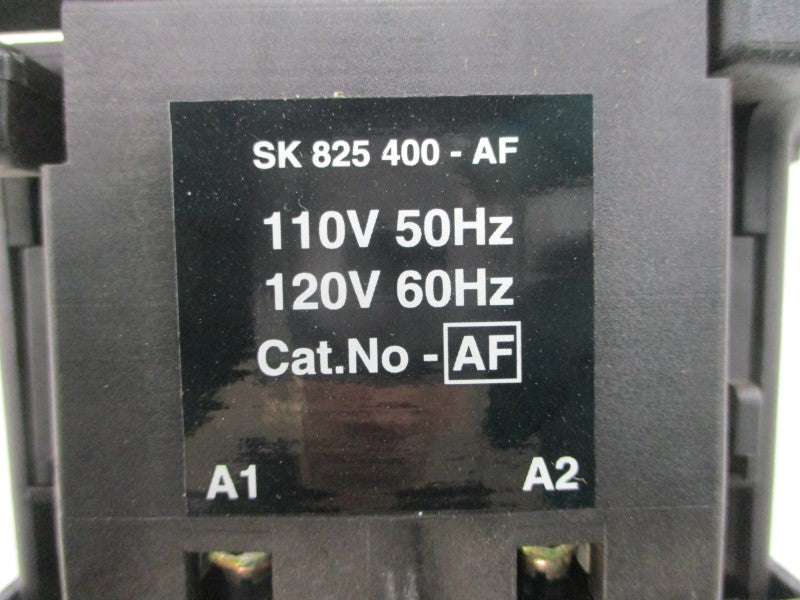 SK 825 400 - AF
110V 50Hz
120V 60Hz
Cat.No - AF
A1 A2